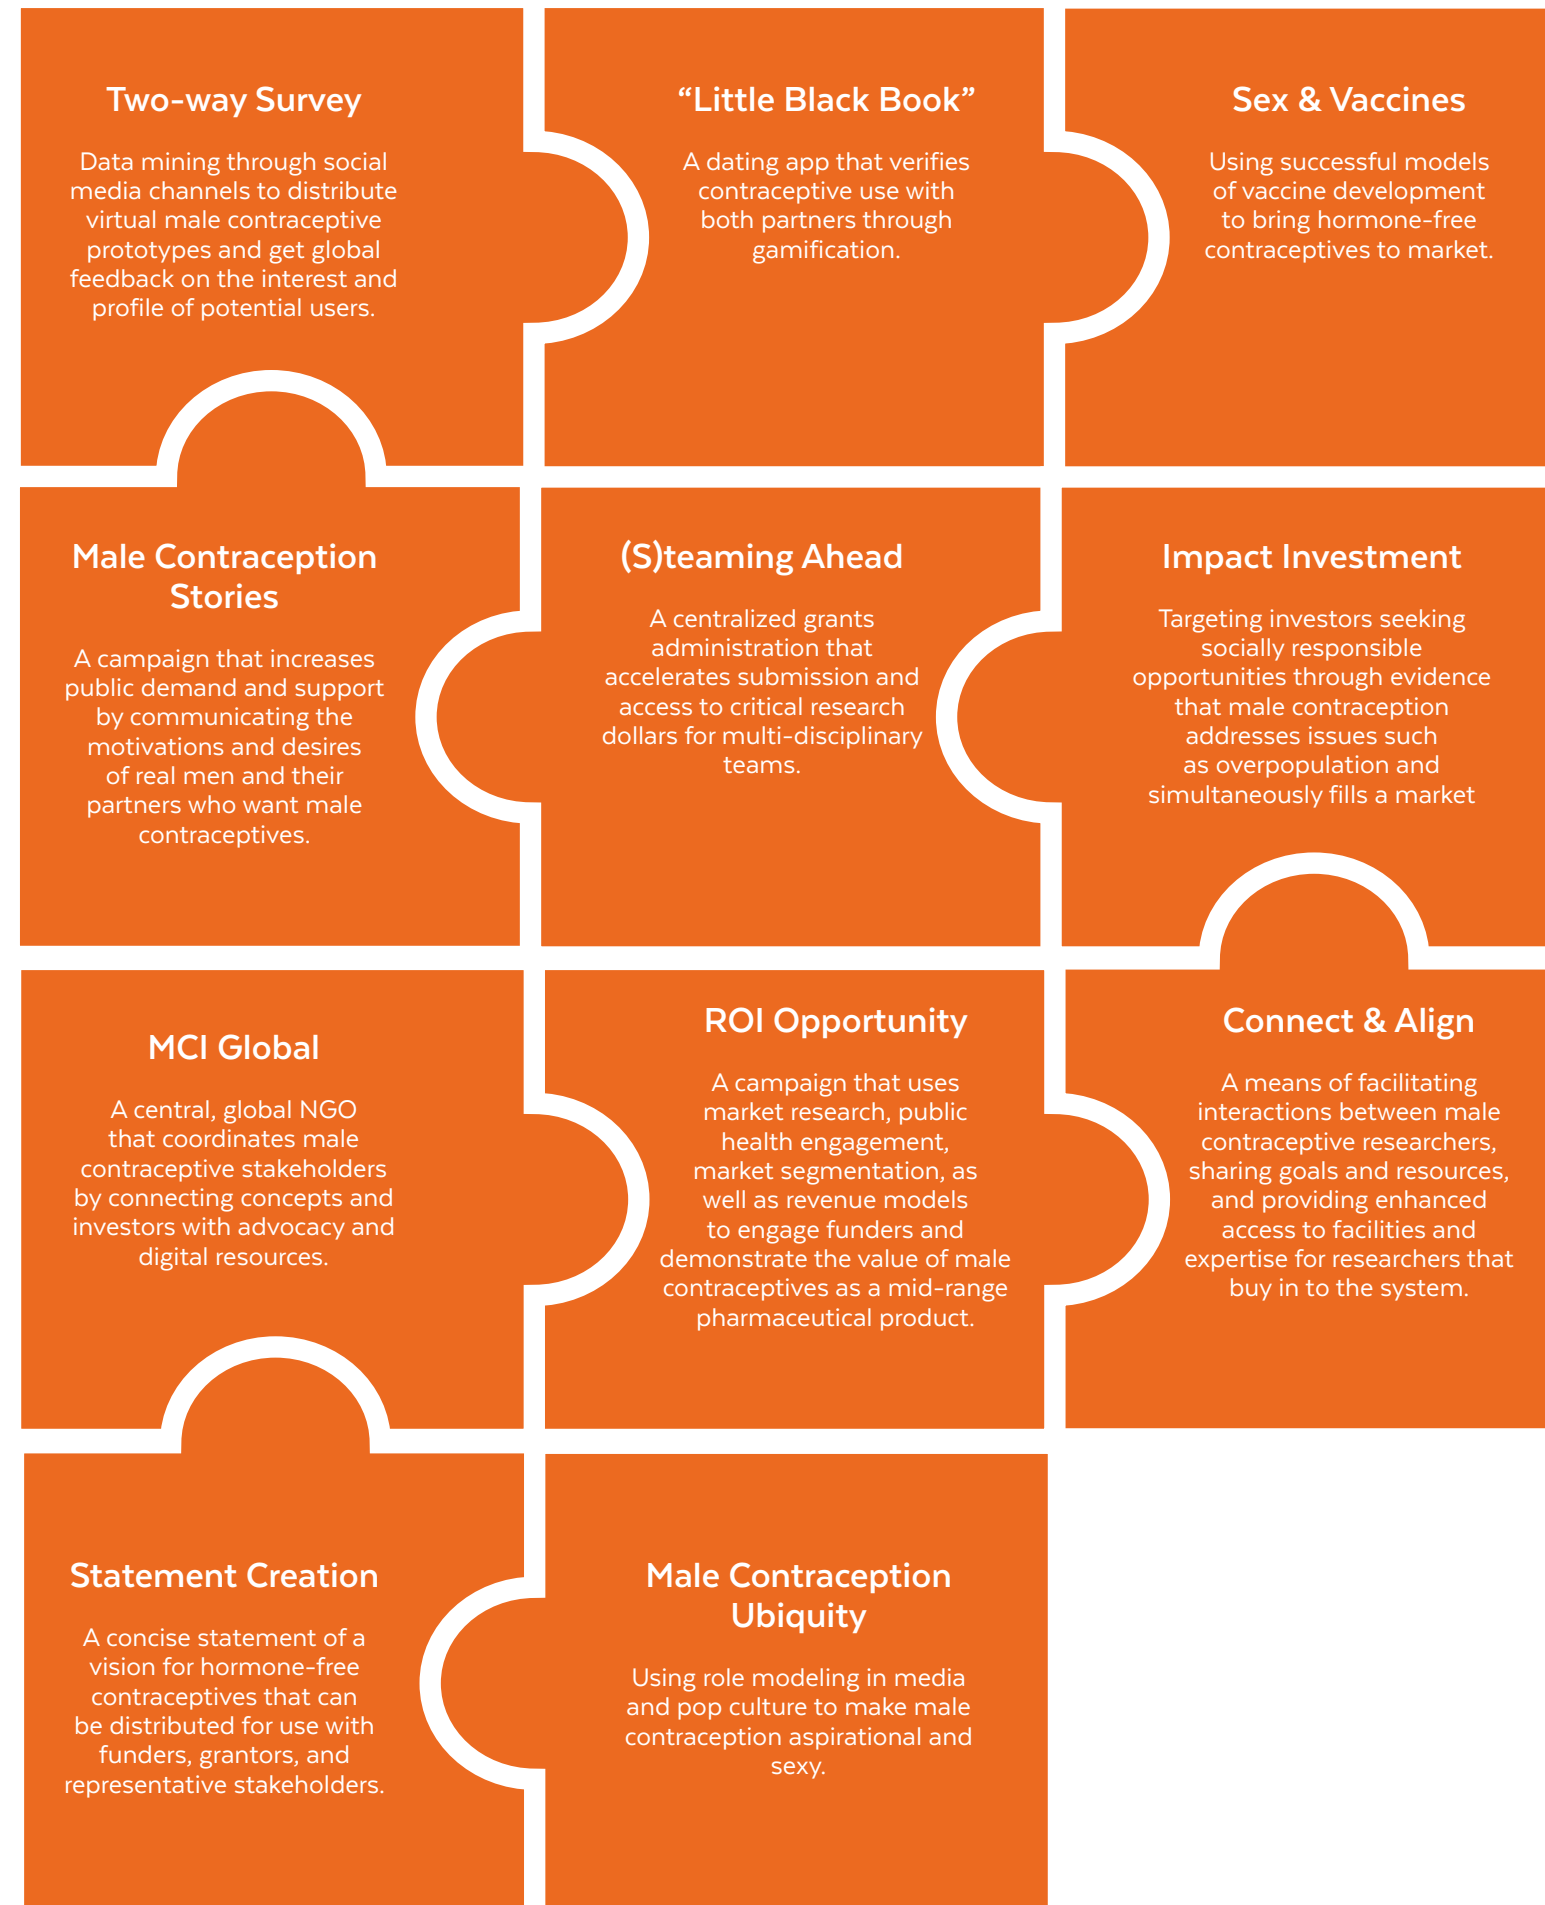 Two-way Survey
Data mining through social
media channels to distribute
virtual male contraceptive
prototypes and get global
feedback on the interest and
profile of potential users.
“Little Black Book”
A dating app that verifies
contraceptive use with
both partners through
gamification.
Sex & Vaccines
Using successful models
of vaccine development
to bring hormone-free
contraceptives to market.
Male Contraception
Stories
A campaign that increases
public demand and support
by communicating the
motivations and desires
of real men and their
partners who want male
contraceptives.
(S)teaming Ahead
A centralized grants
administration that
accelerates submission and
access to critical research
dollars for multi-disciplinary
teams.
Impact Investment
Targeting investors seeking
socially responsible
opportunities through evidence
that male contraception
addresses issues such
as overpopulation and
simultaneously fills a market
MCI Global
A central, global NGO
that coordinates male
contraceptive stakeholders
by connecting concepts and
investors with advocacy and
digital resources.
ROI Opportunity
A campaign that uses
market research, public
health engagement,
market segmentation, as
well as revenue models
to engage funders and
demonstrate the value of male
contraceptives as a mid-range
pharmaceutical product.
Connect & Align
A means of facilitating
interactions between male
contraceptive researchers,
sharing goals and resources,
and providing enhanced
access to facilities and
expertise for researchers that
buy in to the system.
Statement Creation
A concise statement of a
vision for hormone-free
contraceptives that can
be distributed for use with
funders, grantors, and
representative stakeholders.
Male Contraception
Ubiquity
Using role modeling in media
and pop culture to make male
contraception aspirational and
sexy.